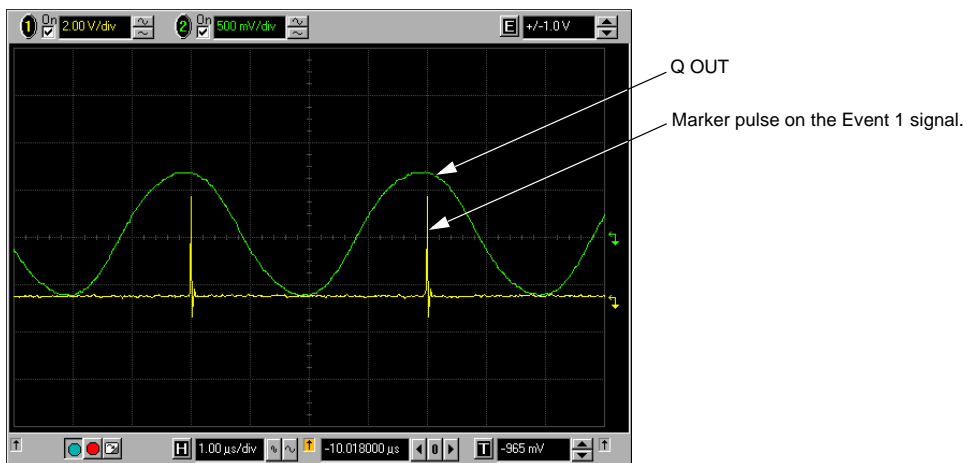 1 On 2.00 V/div 2 On 500 mV/div E +/-1.0 V
Q OUT
Marker pulse on the Event 1 signal.
H 1.00 µs/div -10.018000 µs 0 T -965 mV